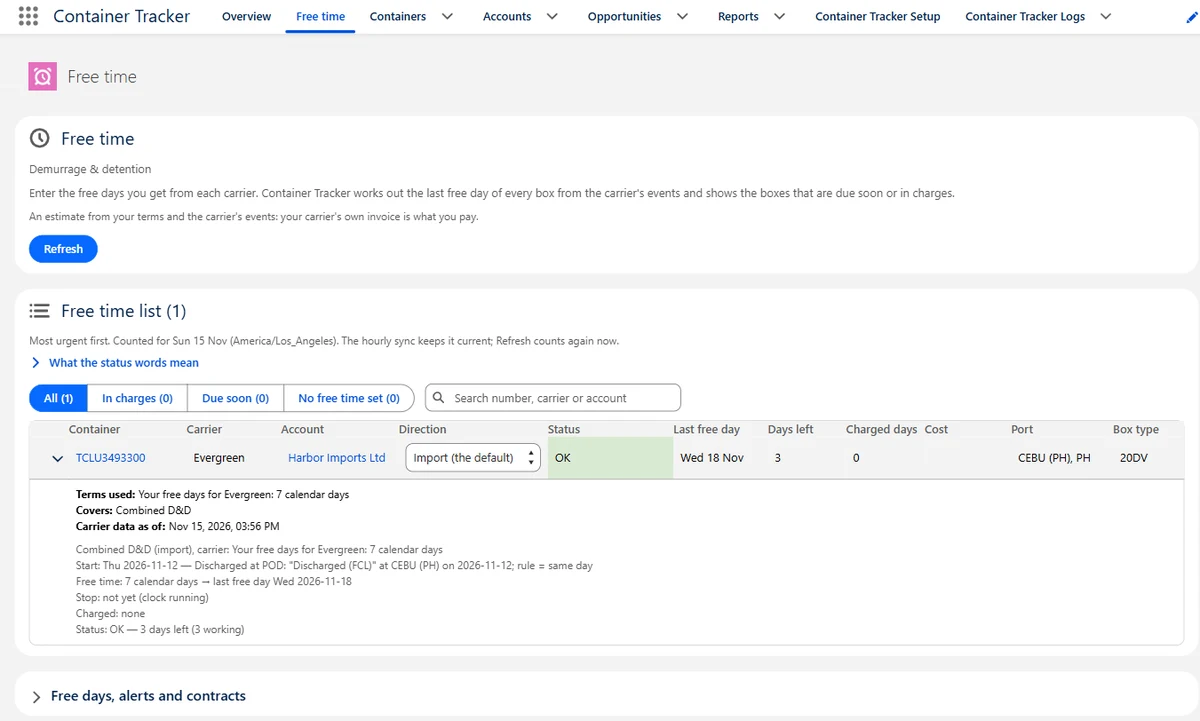 Container Tracker Overview Free time Containers Accounts Opportunities Reports Container Tracker Setup Container Tracker Logs
Free time
Free time
Demurrage & detention
Enter the free days you get from each carrier. Container Tracker works out the last free day of every box from the carrier's events and shows the boxes that are due soon or in charges.
An estimate from your terms and the carrier's events: your carrier's own invoice is what you pay.
Refresh
Free time list (1)
Most urgent first. Counted for Sun 15 Nov (America/Los_Angeles). The hourly sync keeps it current; Refresh counts again now.
What the status words mean
All (1) In charges (0) Due soon (0) No free time set (0) Search number, carrier or account
Container Carrier Account Direction Status Last free day Days left Charged days Cost Port Box type
TCLU3493300 Evergreen Harbor Imports Ltd Import (the default) OK Wed 18 Nov 3 0 CEBU (PH), PH 20DV
Terms used: Your free days for Evergreen: 7 calendar days
Covers: Combined D&D
Carrier data as of: Nov 15, 2026, 03:56 PM
Combined D&D (import), carrier: Your free days for Evergreen: 7 calendar days
Start: Thu 2026-11-12 — Discharged at POD: "Discharged (FCL)" at CEBU (PH) on 2026-11-12; rule = same day
Free time: 7 calendar days → last free day Wed 2026-11-18
Stop: not yet (clock running)
Charged: none
Status: OK — 3 days left (3 working)
Free days, alerts and contracts